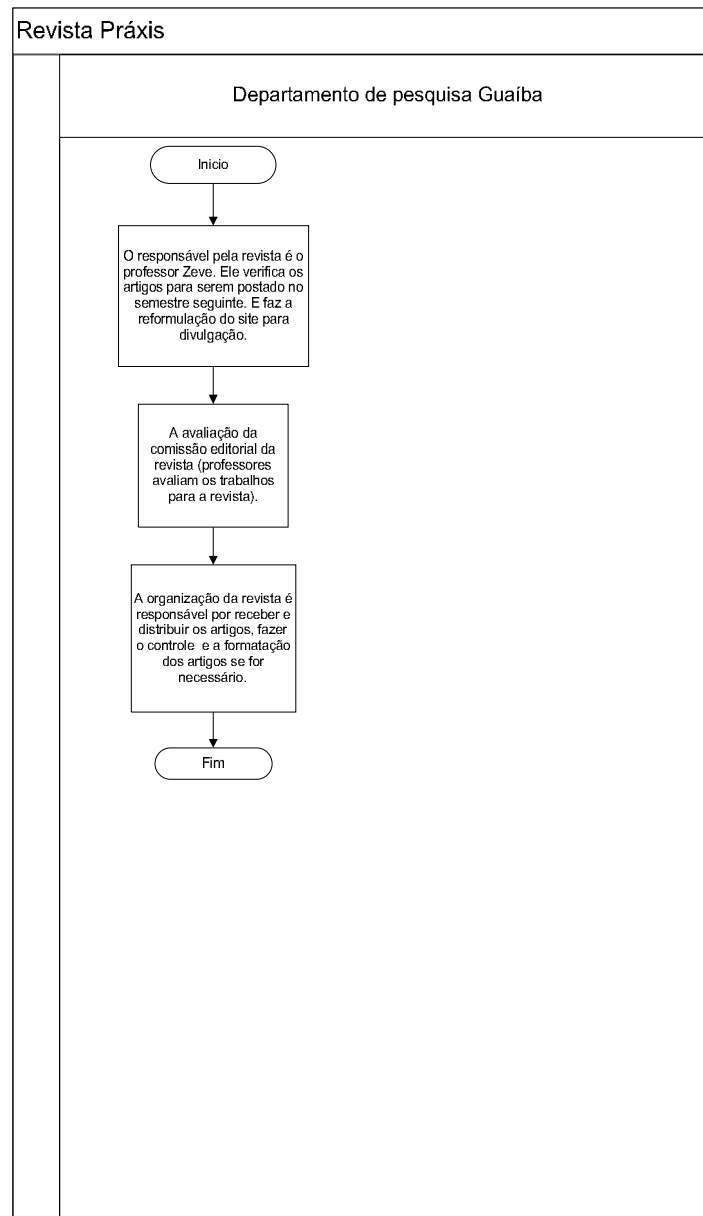 Revista Práxis
Departamento de pesquisa Guaíba
Inicio
O responsável pela revista é o
professor Zeve. Ele verifica os
artigos para serem postado no
semestre seguinte. E faz a
reformulação do site para
divulgação.
A avaliação da
comissão editorial da
revista (professores
avaliam os trabalhos
para a revista).
A organização da revista é
responsável por receber e
distribuir os artigos, fazer
o controle  e a formatação
dos artigos se for
necessário.
Fim